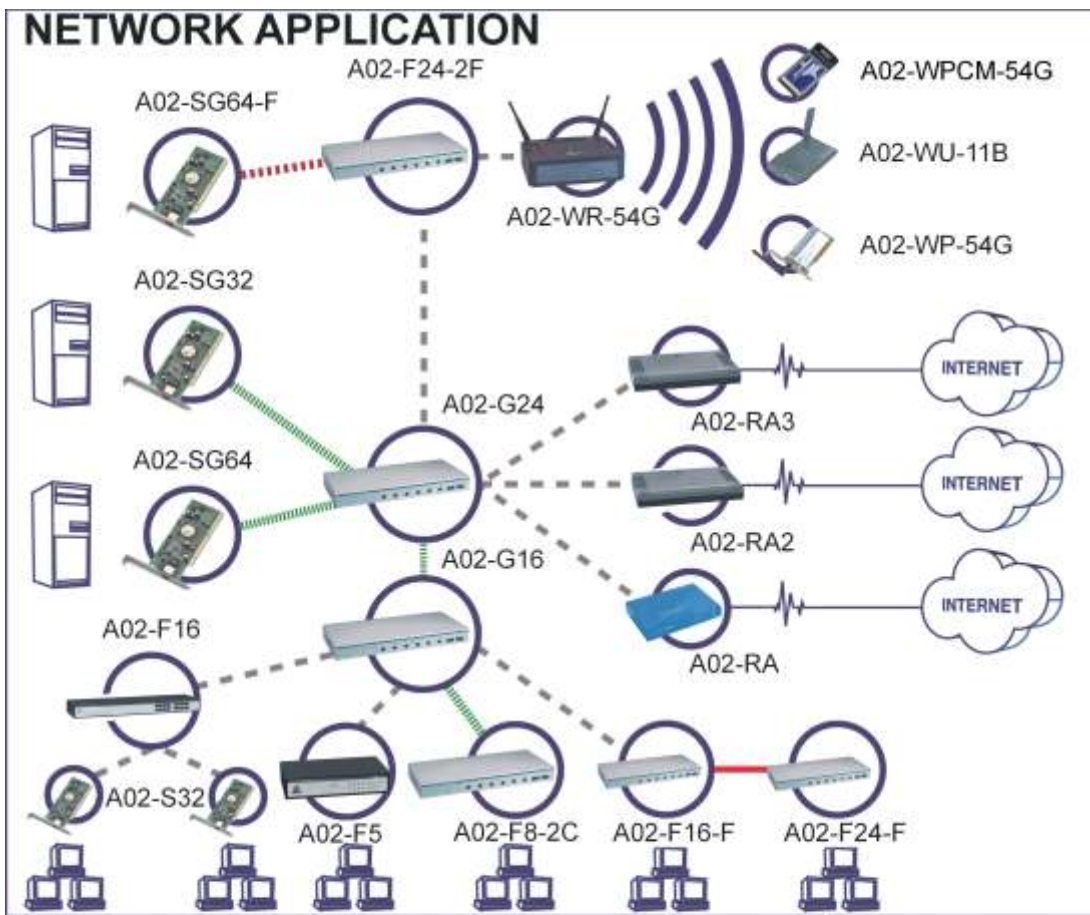 NETWORK APPLICATION
A02-F24-2F
A02-SG64-F
A02-WPCM-54G
A02-WU-11B
A02-WR-54G
A02-WP-54G
A02-SG32
INTERNET
A02-G24
A02-RA3
A02-SG64
INTERNET
A02-RA2
A02-G16
INTERNET
A02-F16
A02-RA
A02-S32
A02-F5
A02-F8-2C
A02-F16-F
A02-F24-F